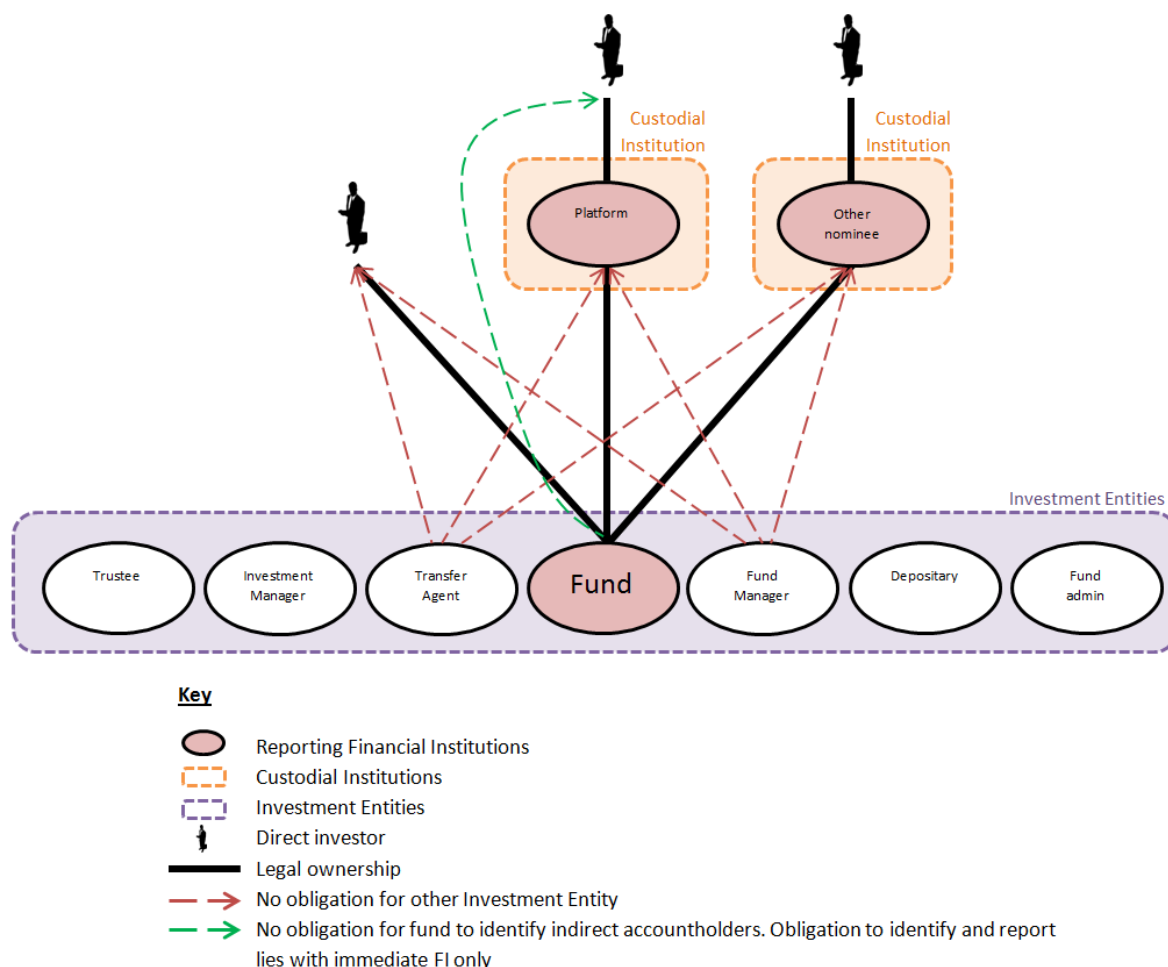 Custodial
Institution
Custodial
Institution
Platform
Other
nominee
Investment Entities
Trustee
Investment
Manager
Transfer
Agent
Fund
Fund
Manager
Depositary
Fund
admin
Key
Reporting Financial Institutions
Custodial Institutions
Investment Entities
Direct investor
Legal ownership
No obligation for other Investment Entity
No obligation for fund to identify indirect accountholders. Obligation to identify and report
lies with immediate FI only